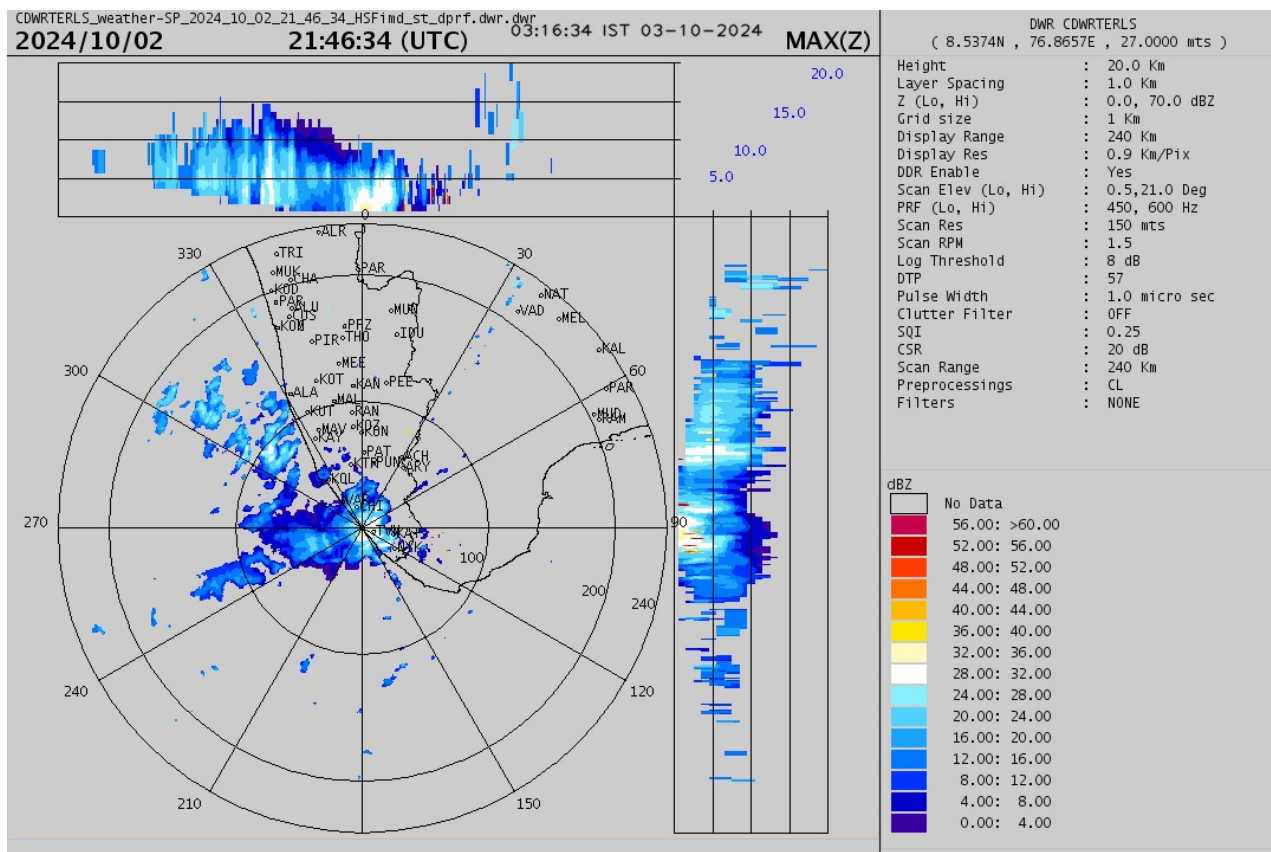 CDWRTERLS_weather-SP_2024_10_02_21_46_34_HSFimd_st_dprf.dwr.dwr
2024/10/02 21:46:34 (UTC) 03:16:34 IST 03-10-2024 MAX(Z)
20.0
15.0
10.0
5.0
0
ALR
330
30
TRI
PAR
MUK
CHA
KOD
NAT
PAR
ALU
COS
MUN
VAD
MEL
KOM
PFZ
PIR
THO
IDU
KAL
MEE
300
60
KOT
KAN
PEE
PAR
ALA
MAL
KUT
RAN
MUD
RAM
MAV
KOZ
KAY
KON
PAT
ACH
KTR
PUN
ARY
KOL
VAR
270
90
100
200
240
240
120
210
150
DWR CDWRTERLS
( 8.5374N , 76.8657E , 27.0000 mts )
Height : 20.0 Km
Layer Spacing : 1.0 Km
Z (Lo, Hi) : 0.0, 70.0 dBZ
Grid size : 1 Km
Display Range : 240 Km
Display Res : 0.9 Km/Pix
DDR Enable : Yes
Scan Elev (Lo, Hi) : 0.5,21.0 Deg
PRF (Lo, Hi) : 450, 600 Hz
Scan Res : 150 mts
Scan RPM : 1.5
Log Threshold : 8 dB
DTP : 57
Pulse Width : 1.0 micro sec
Clutter Filter : OFF
SQI : 0.25
CSR : 20 dB
Scan Range : 240 Km
Preprocessings : CL
Filters : NONE
dBZ
No Data
56.00: >60.00
52.00: 56.00
48.00: 52.00
44.00: 48.00
40.00: 44.00
36.00: 40.00
32.00: 36.00
28.00: 32.00
24.00: 28.00
20.00: 24.00
16.00: 20.00
12.00: 16.00
8.00: 12.00
4.00: 8.00
0.00: 4.00